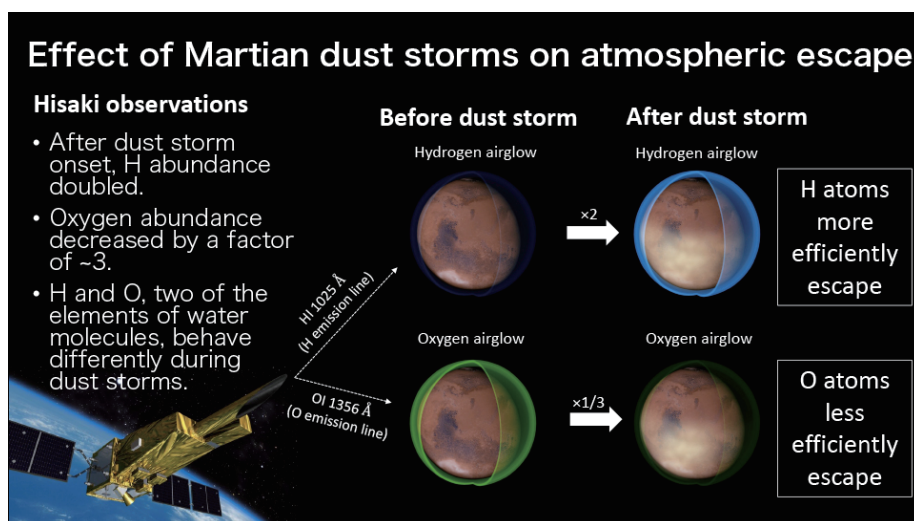 Effect of Martian dust storms on atmospheric escape
Hisaki observations
• After dust storm
onset, H abundance
doubled.
• Oxygen abundance
decreased by a factor
of ~3.
• H and O, two of the
elements of water
molecules, behave
differently during
dust storms.
HI 1025 Å
(H emission line)
OI 1356 Å
(O emission line)
Before dust storm
After dust storm
Hydrogen airglow
×2
Hydrogen airglow
H atoms
more
efficiently
escape
Oxygen airglow
×1/3
Oxygen airglow
O atoms
less
efficiently
escape